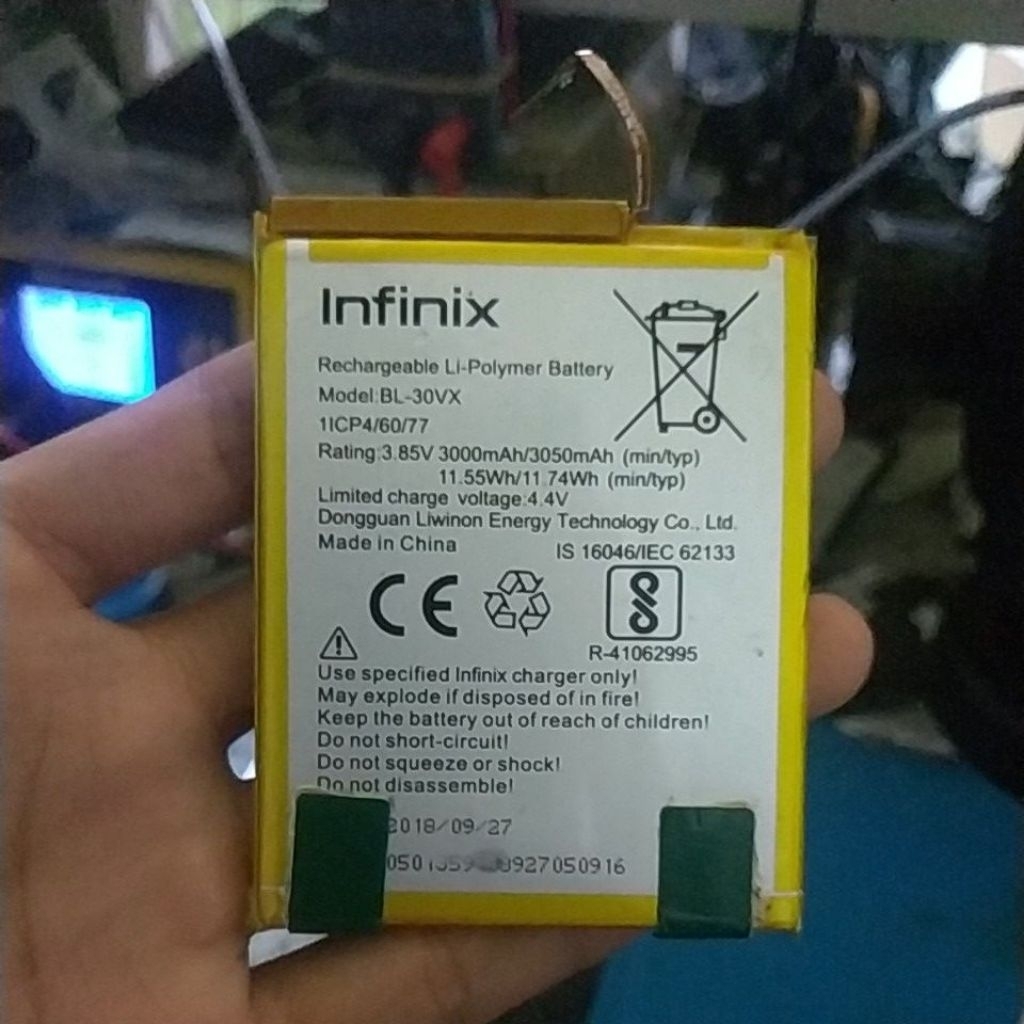 Infinix
Rechargeable Li-Polymer Battery
Model:BL-30VX
1ICP4/60/77
Rating:3.85V 3000mAh/3050mAh (min/typ)
11.55Wh/11.74Wh (min/typ)
Limited charge voltage:4.4V
Dongguan Liwinon Energy Technology Co., Ltd.
Made in China IS 16046/IEC 62133
CE
R-41062995
Use specified Infinix charger only!
May explode if disposed of in fire!
Keep the battery out of reach of children!
Do not short-circuit!
Do not squeeze or shock!
Do not disassemble!
2018/09/27